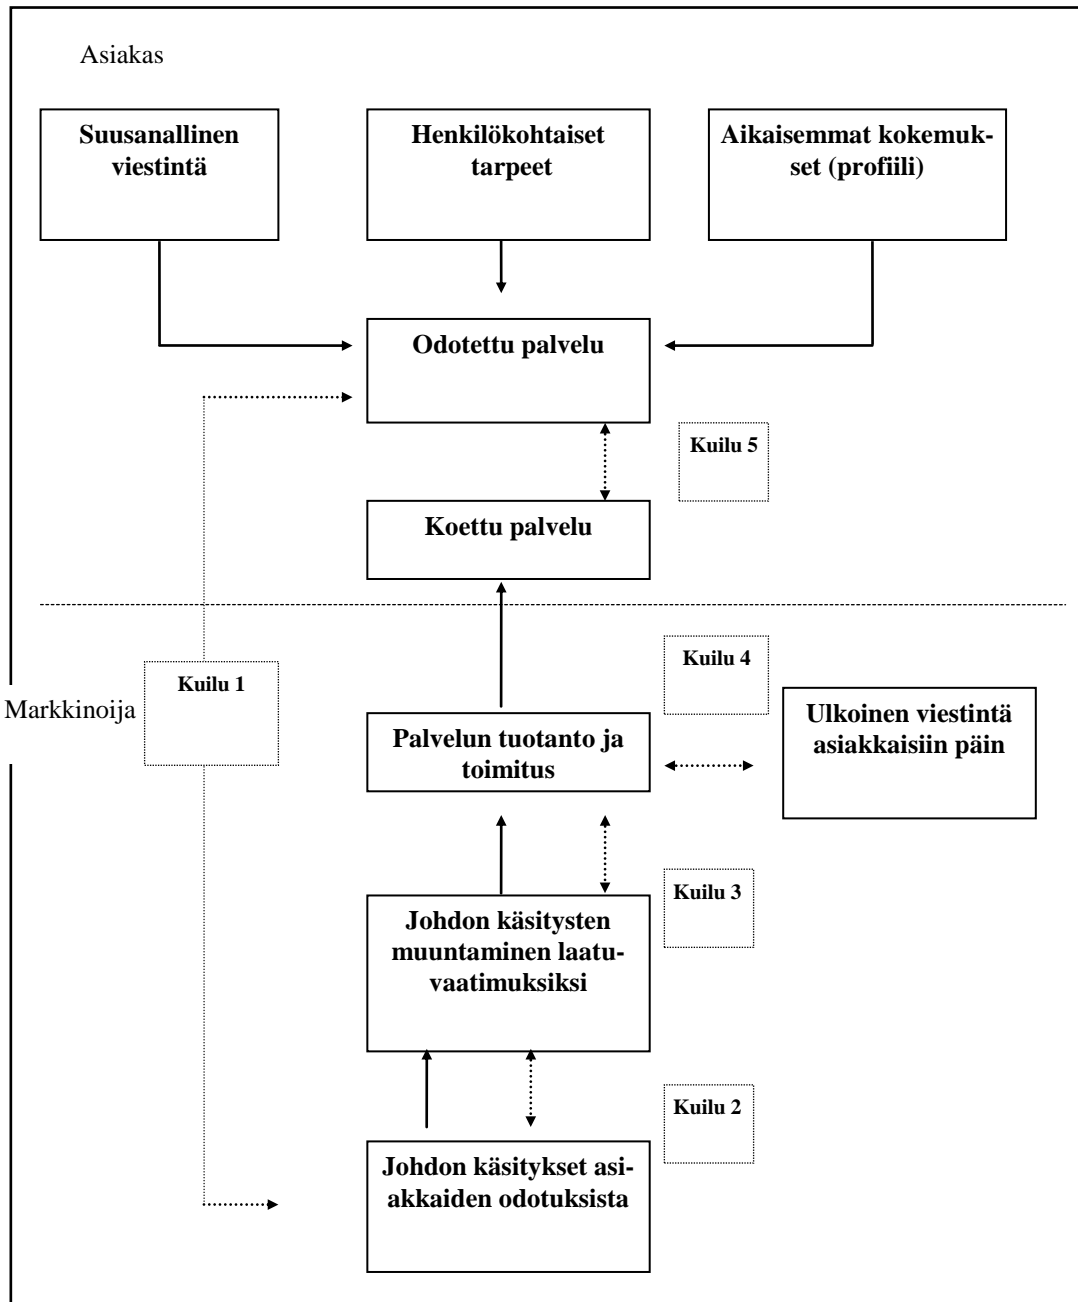 Asiakas
Suusanallinen
viestintä
Henkilökohtaiset
tarpeet
Aikaisemmat kokemuk-
set (profiili)
Odotettu palvelu
Kuilu 5
Koettu palvelu
Kuilu 4
Kuilu 1
Markkinoija
Ulkoinen viestintä
asiakkaisiin päin
Palvelun tuotanto ja
toimitus
Kuilu 3
Johdon käsitysten
muuntaminen laatu-
vaatimuksiksi
Kuilu 2
Johdon käsitykset asi-
akkaiden odotuksista